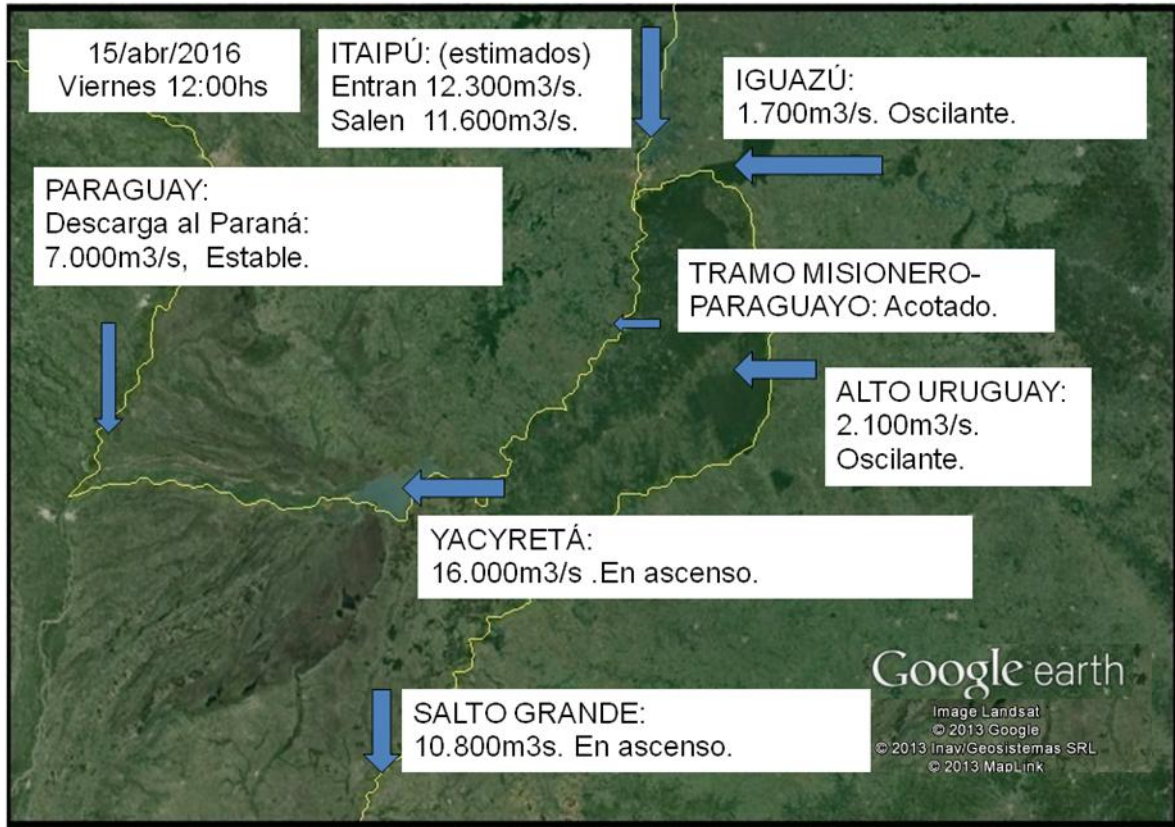 15/abr/2016
Viernes 12:00hs
ITAIPÚ: (estimados)
Entran 12.300m3/s.
Salen 11.600m3/s.
IGUAZÚ:
1.700m3/s. Oscilante.
PARAGUAY:
Descarga al Paraná:
7.000m3/s, Estable.
TRAMO MISIONERO-
PARAGUAYO: Acotado.
ALTO URUGUAY:
2.100m3/s.
Oscilante.
YACYRETÁ:
16.000m3/s .En ascenso.
SALTO GRANDE:
10.800m3s. En ascenso.
Google earth
Image Landsat
© 2013 Google
© 2013 Inav/Geosistemas SRL
© 2013 MapLink